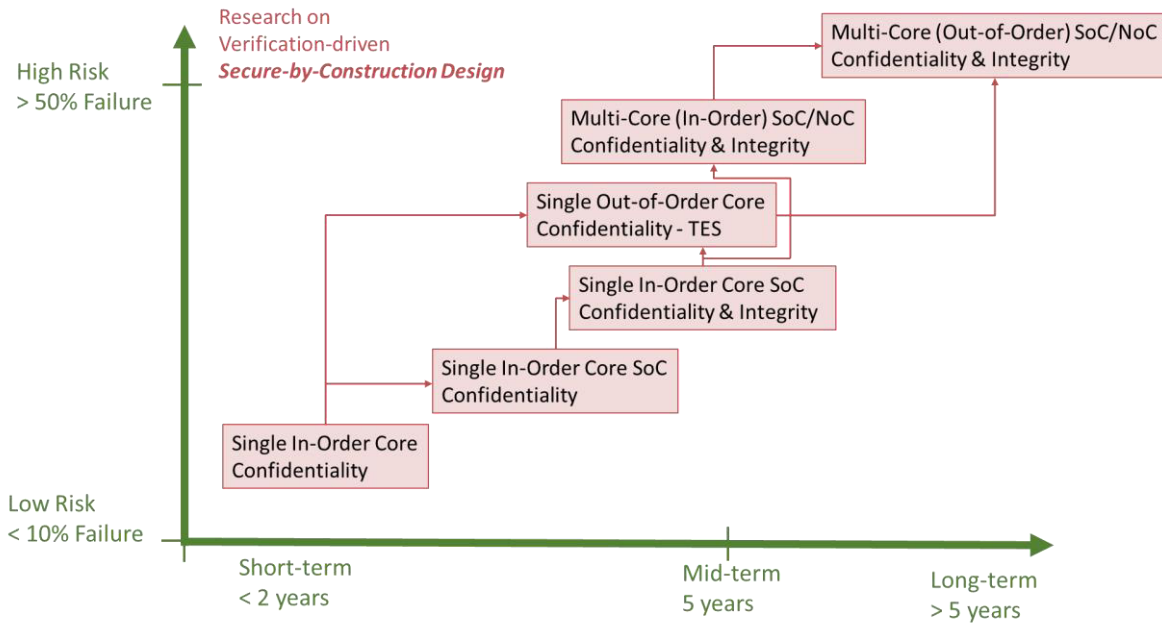 Research on
Verification-driven
Secure-by-Construction Design
High Risk
> 50% Failure
Multi-Core (Out-of-Order) SoC/NoC
Confidentiality & Integrity
Multi-Core (In-Order) SoC/NoC
Confidentiality & Integrity
Single Out-of-Order Core
Confidentiality - TES
Single In-Order Core SoC
Confidentiality & Integrity
Single In-Order Core SoC
Confidentiality
Single In-Order Core
Confidentiality
Low Risk
< 10% Failure
Short-term
< 2 years
Mid-term
5 years
Long-term
> 5 years